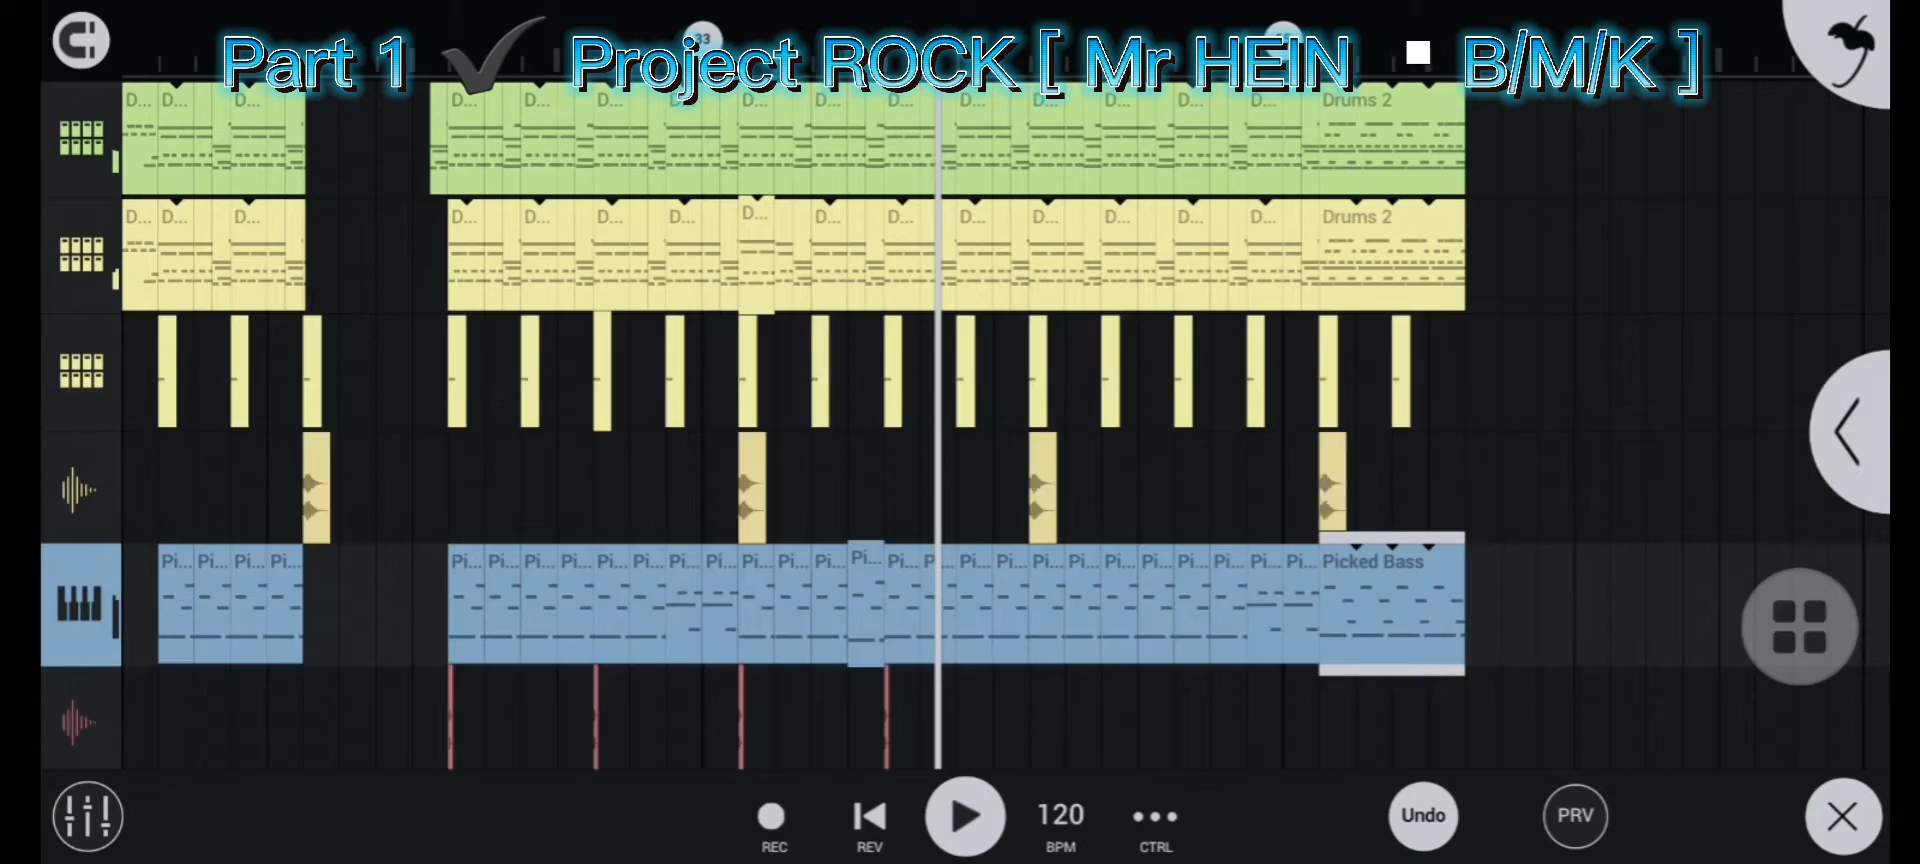 33
Part 1 ✔ Project ROCK [ Mr HEIN ▪ B/M/K ]
D... D... D... D... D... D... D... D... D... D... D... D... D... D... D... Drums 2
D... D... D... D... D... D... D... D... D... D... D... D... D... D... D... Drums 2
Pi... Pi... Pi... Pi... Pi... Pi... Pi... Pi... Pi... Pi... Pi... Pi... Pi... Pi... Pi... Pi... Pi... P Pi... Pi... Pi... Pi... Pi... Pi... Pi... Pi... Pi... Pi... Picked Bass
REC REV 120 BPM CTRL Undo PRV